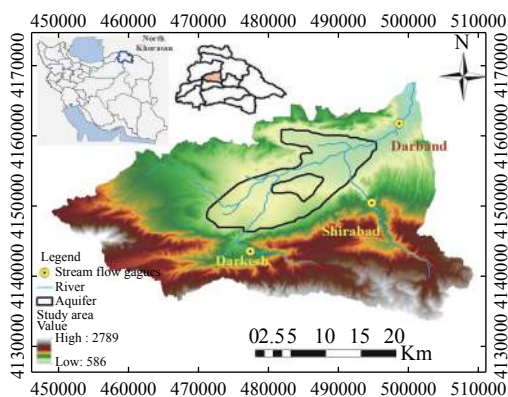 450000 460000 470000 480000 490000 500000 510000
North
Khorasan
N
4170000
4160000
4150000
4140000
4130000
4170000
4160000
4150000
4140000
4130000
Darband
Shirabad
Darkesh
Legend
Stream flow gagues
River
Aquifer
Study area
Value
High : 2789
Low: 586
02.55 10 15 20
Km
450000 460000 470000 480000 490000 500000 510000